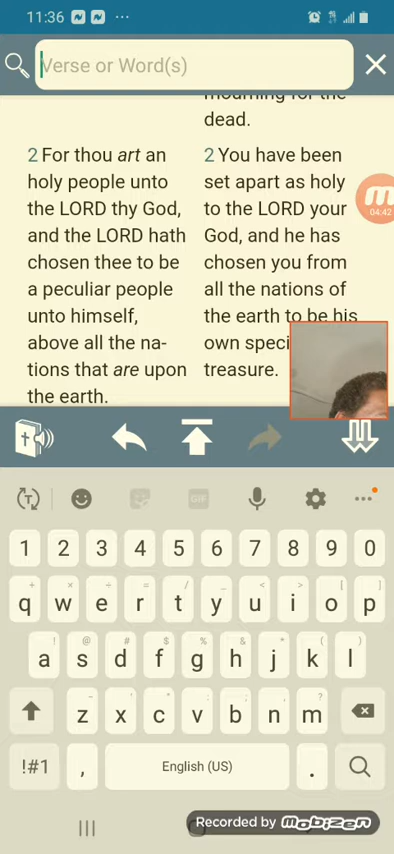 11:36
Verse or Word(s)
mourning for the
dead.
2 For thou art an
holy people unto
the LORD thy God,
and the LORD hath
chosen thee to be
a peculiar people
unto himself,
above all the na-
tions that are upon
the earth.
2 You have been
set apart as holy
to the LORD your
God, and he has
chosen you from
all the nations of
the earth to be his
own speci
treasure.
04:42
GIF
1 2 3 4 5 6 7 8 9 0
q w e r t y u i o p
a s d f g h j k l
z x c v b n m
!#1 , English (US) .
Recorded by mobizen